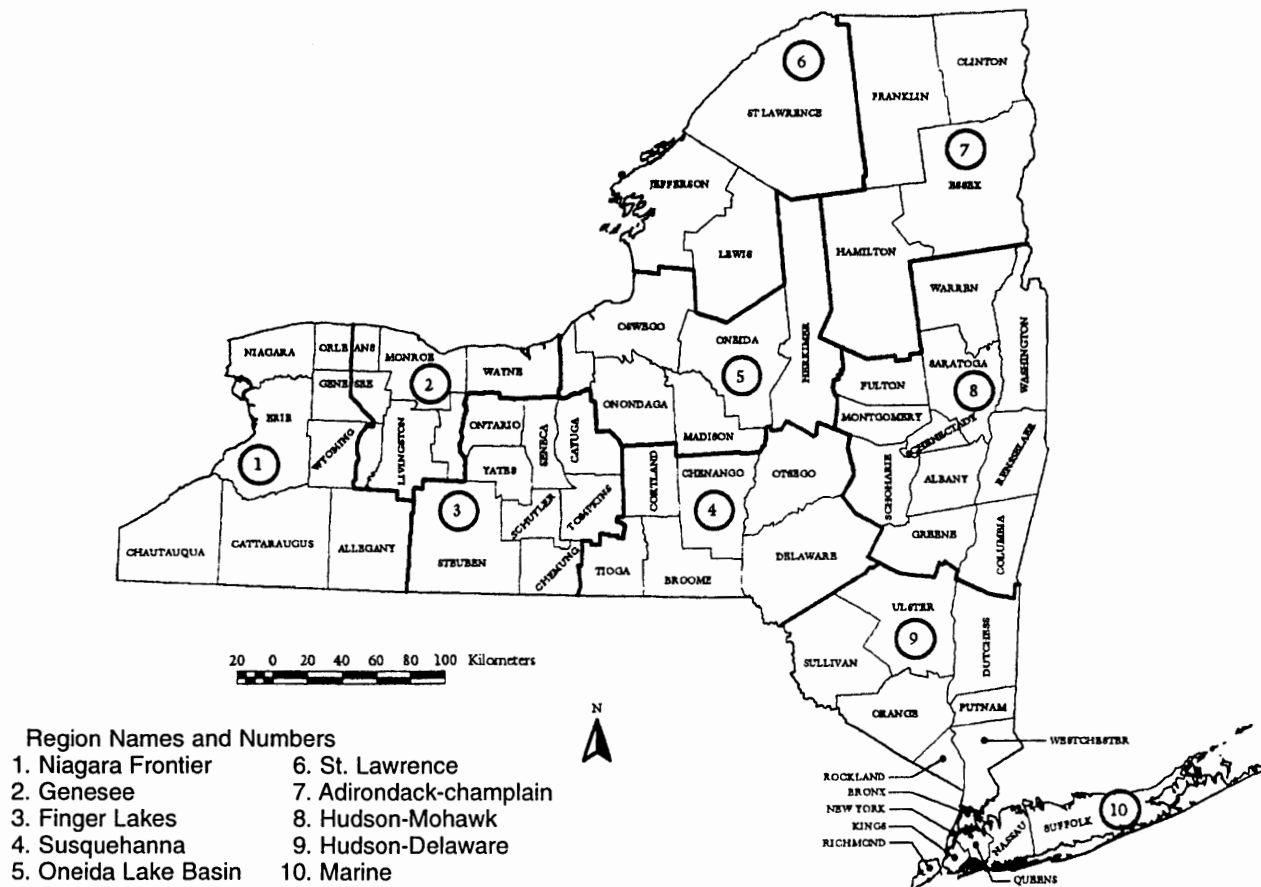 CLINTON
6
FRANKLIN
ST LAWRENCE
7
ESSEX
JEFFERSON
LEWIS
HAMILTON
WARREN
WASHINGTON
OSWEGO
ONEIDA
HERKIMER
5
SARATOGA
8
NIAGARA
ORLEANS
MONROE
2
WAYNE
GENESEE
FULTON
ERIE
ONONDAGA
MONTGOMERY
ONTARIO
SENECA
CAYUGA
MADISON
SCHENECTADY
WYOMING
LIVINGSTON
1
YATES
CORTLAND
CHENANGO
OTSEGO
SCHOHARIE
ALBANY
RENSSELAER
3
SCHUYLER
TOMPKINS
4
GREENE
COLUMBIA
CHAUTAUQUA
CATTARAUGUS
ALLEGANY
STEUBEN
CHEMUNG
TIOGA
BROOME
DELAWARE
ULSTER
9
DUTCHESS
SULLIVAN
20 0 20 40 60 80 100 Kilometers
ORANGE
PUTNAM
N
WESTCHESTER
ROCKLAND
BRONX
NEW YORK
KINGS
RICHMOND
NASSAU
SUFFOLK
10
QUEENS
Region Names and Numbers
1. Niagara Frontier
2. Genesee
3. Finger Lakes
4. Susquehanna
5. Oneida Lake Basin
6. St. Lawrence
7. Adirondack-champlain
8. Hudson-Mohawk
9. Hudson-Delaware
10. Marine